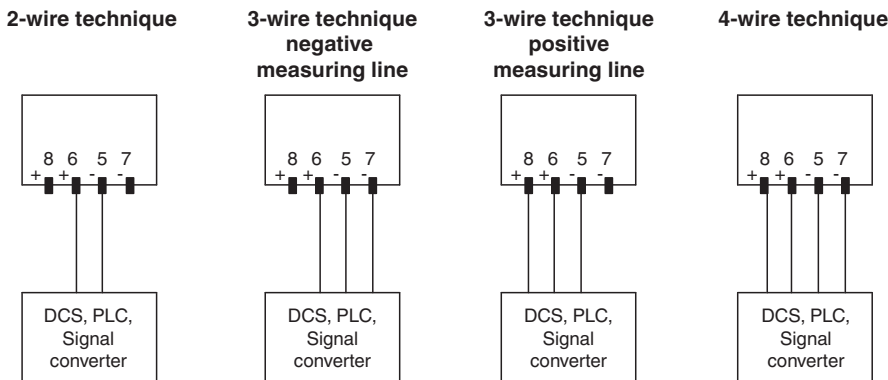 2-wire technique
3-wire technique
negative
measuring line
3-wire technique
positive
measuring line
4-wire technique
8 6 5 7
+ + - -
8 6 5 7
+ + - -
8 6 5 7
+ + - -
8 6 5 7
+ + - -
DCS, PLC,
Signal
converter
DCS, PLC,
Signal
converter
DCS, PLC,
Signal
converter
DCS, PLC,
Signal
converter